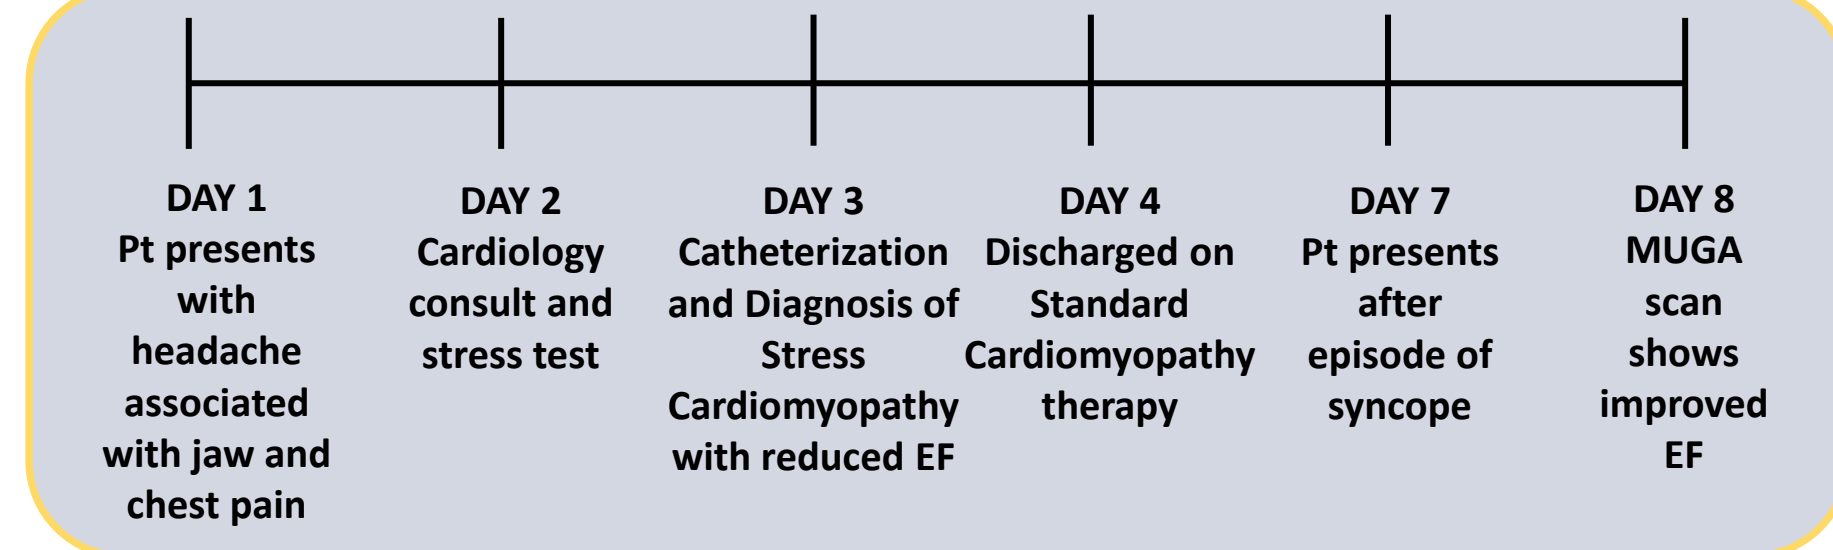 DAY 1
Pt presents
with
headache
associated
with jaw and
chest pain
DAY 2
Cardiology
consult and
stress test
DAY 3
Catheterization
and Diagnosis of
Stress
Cardiomyopathy
with reduced EF
DAY 4
Discharged on
Standard
Cardiomyopathy
therapy
DAY 7
Pt presents
after
episode of
syncope
DAY 8
MUGA
scan
shows
improved
EF